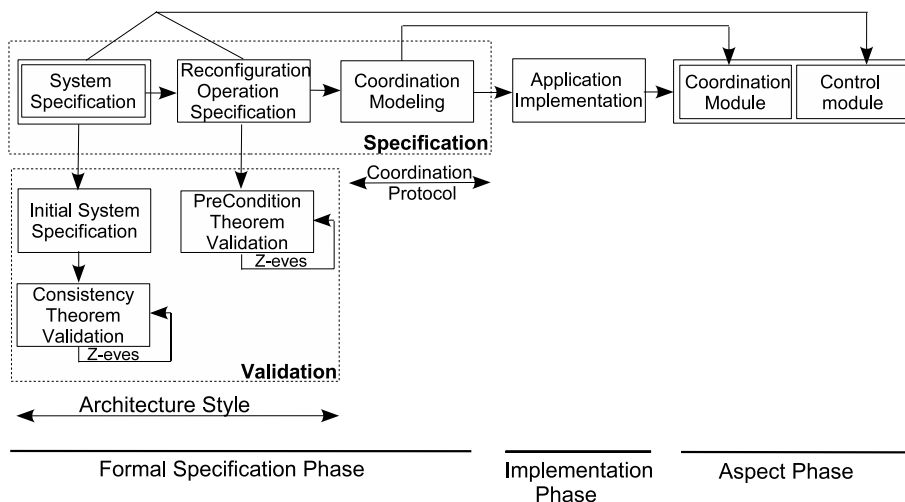 System
Specification
Reconfiguration
Operation
Specification
Coordination
Modeling
Application
Implementation
Coordination
Module
Control
module
Specification
Coordination
Protocol
Initial System
Specification
PreCondition
Theorem
Validation
Z-eves
Consistency
Theorem
Validation
Z-eves
Validation
Architecture Style
Formal Specification Phase
Implementation
Phase
Aspect Phase